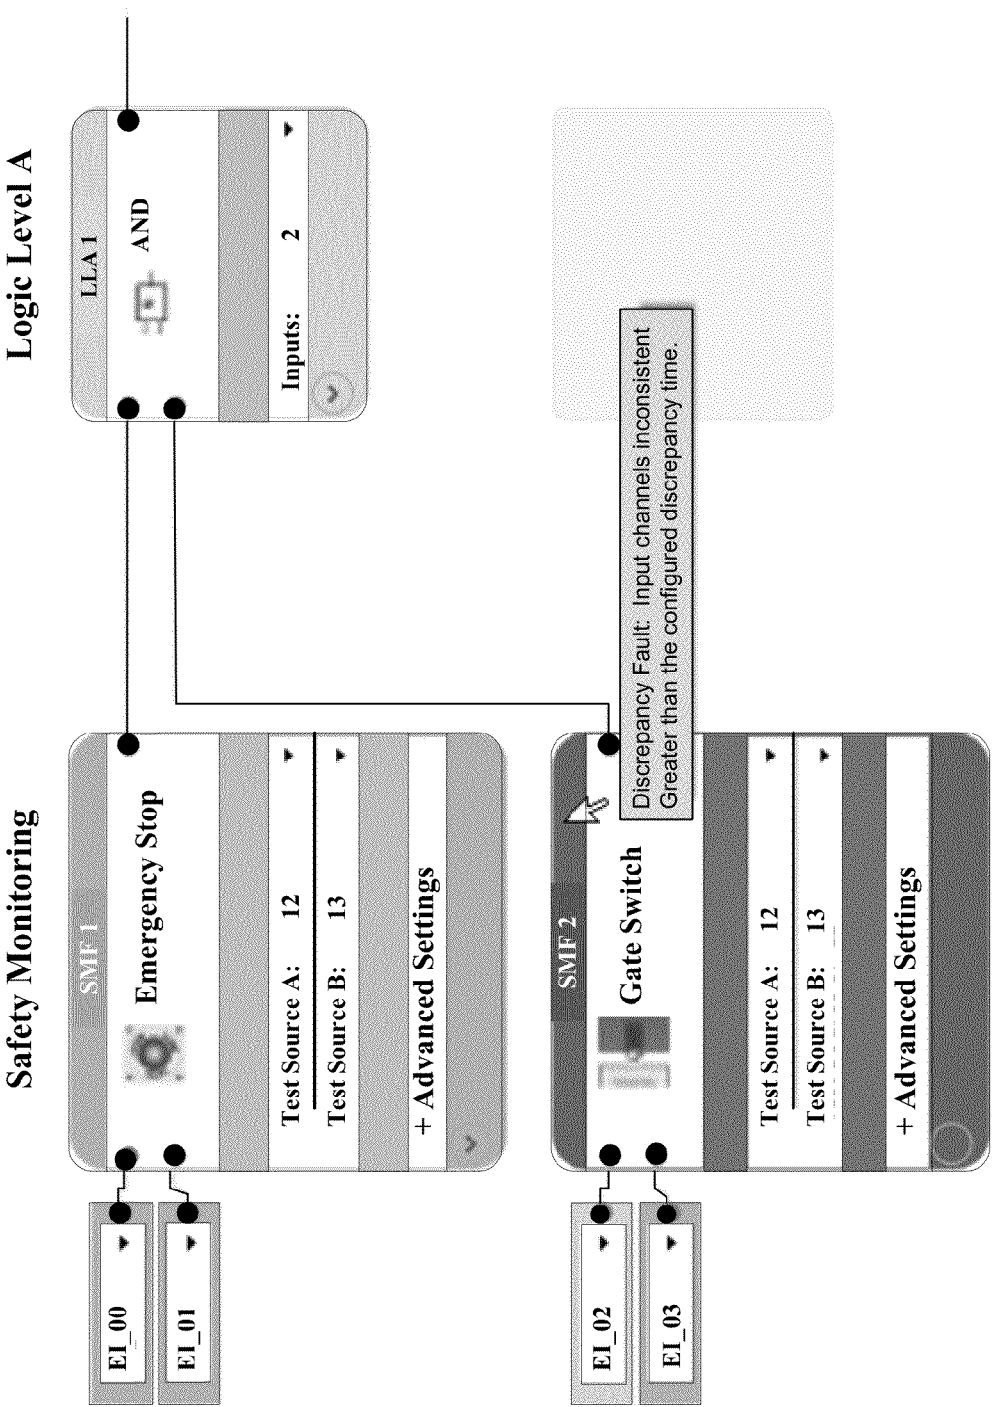 Safety Monitoring
Logic Level A
EI_00
EI_01
SMF 1
Emergency Stop
Test Source A: 12
Test Source B: 13
+ Advanced Settings
LLA 1
AND
Inputs: 2
EI_02
EI_03
SMF 2
Gate Switch
Test Source A: 12
Test Source B: 13
+ Advanced Settings
Discrepancy Fault: Input channels inconsistent
Greater than the configured discrepancy time.